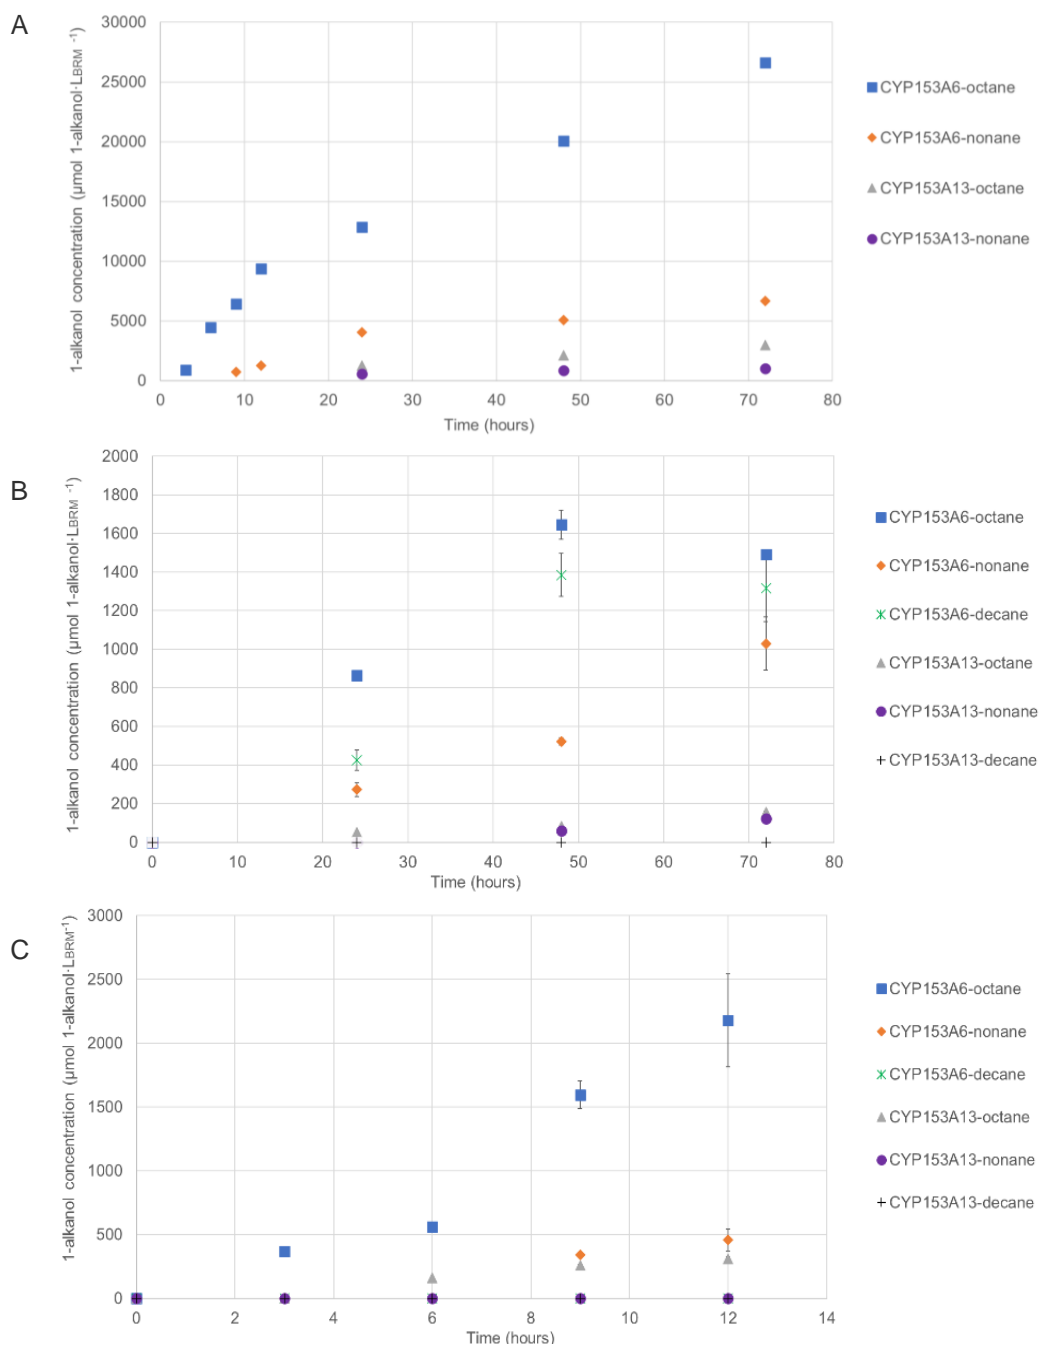 A
1-alkanol concentration (µmol 1-alkanol·LBRM ⁻¹)
30000
25000
20000
15000
10000
5000
0
0 10 20 30 40 50 60 70 80
Time (hours)
CYP153A6-octane
CYP153A6-nonane
CYP153A13-octane
CYP153A13-nonane
B
1-alkanol concentration (µmol 1-alkanol·LBRM ⁻¹)
2000
1800
1600
1400
1200
1000
800
600
400
200
0
0 10 20 30 40 50 60 70 80
Time (hours)
CYP153A6-octane
CYP153A6-nonane
CYP153A6-decane
CYP153A13-octane
CYP153A13-nonane
CYP153A13-decane
C
1-alkanol concentration (µmol 1-alkanol·LBRM⁻¹)
3000
2500
2000
1500
1000
500
0
0 2 4 6 8 10 12 14
Time (hours)
CYP153A6-octane
CYP153A6-nonane
CYP153A6-decane
CYP153A13-octane
CYP153A13-nonane
CYP153A13-decane